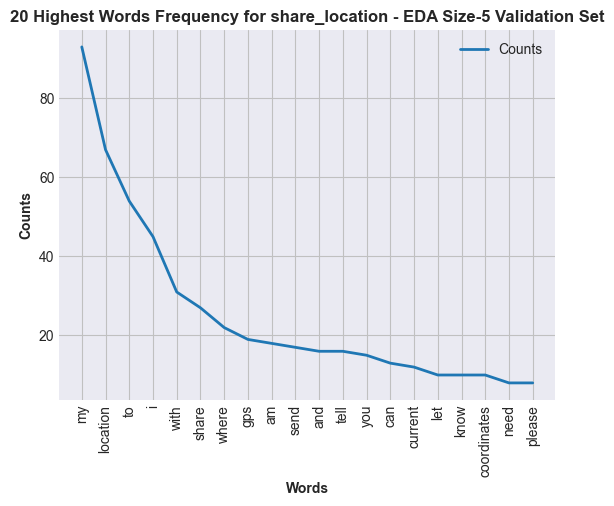 20 Highest Words Frequency for share_location - EDA Size-5 Validation Set
Counts
80
60
40
20
Counts
my
location
to
i
with
share
where
gps
am
send
and
tell
you
can
current
let
know
coordinates
need
please
Words